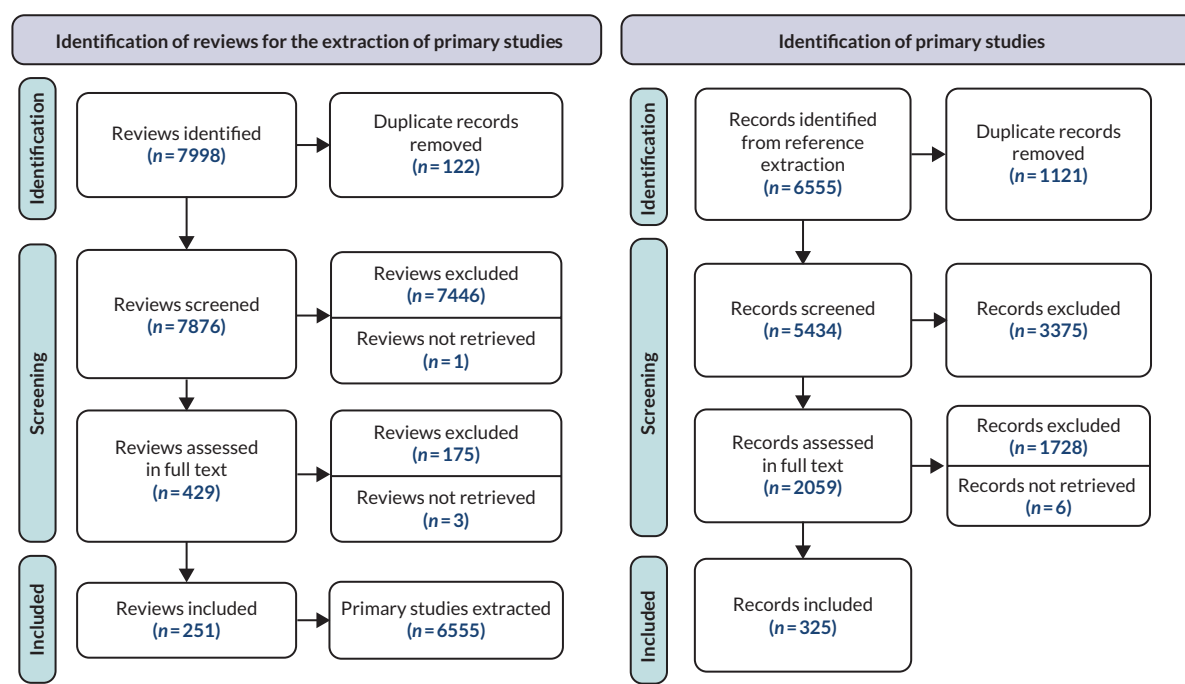 Identification of reviews for the extraction of primary studies
Identification
Reviews identified
(n = 7998)
Duplicate records
removed
(n = 122)
Screening
Reviews screened
(n = 7876)
Reviews excluded
(n = 7446)
Reviews not retrieved
(n = 1)
Reviews assessed
in full text
(n = 429)
Reviews excluded
(n = 175)
Reviews not retrieved
(n = 3)
Included
Reviews included
(n = 251)
Primary studies extracted
(n = 6555)
Identification of primary studies
Identification
Records identified
from reference
extraction
(n = 6555)
Duplicate records
removed
(n = 1121)
Screening
Records screened
(n = 5434)
Records excluded
(n = 3375)
Records assessed
in full text
(n = 2059)
Records excluded
(n = 1728)
Records not retrieved
(n = 6)
Included
Records included
(n = 325)